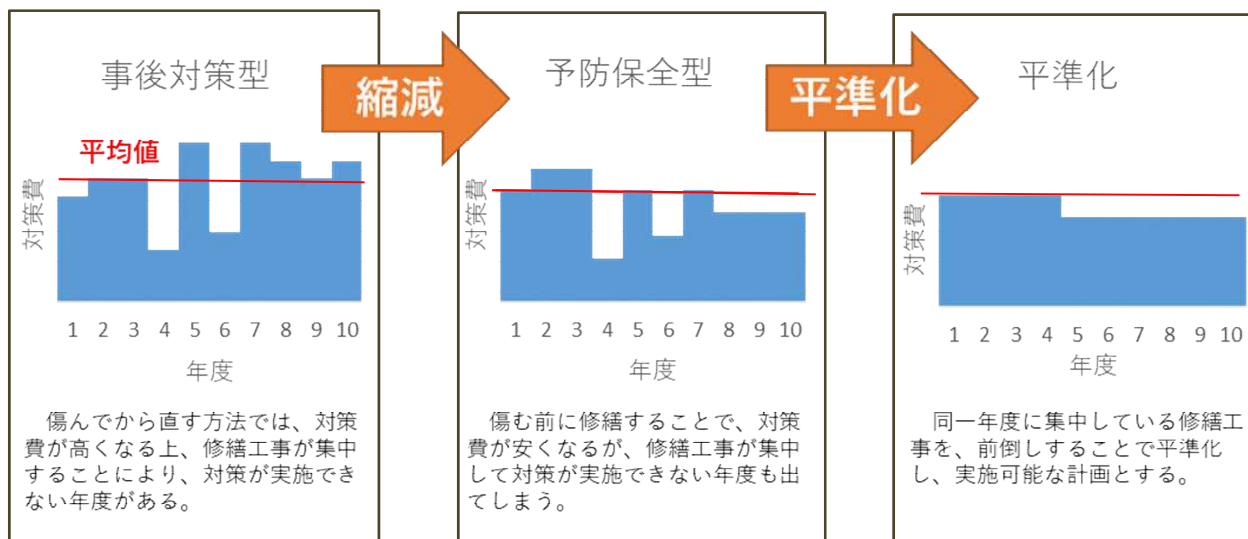 事後対策型
平均値
対策費
1 2 3 4 5 6 7 8 9 10
年度
傷んでから直す方法では、対策
費が高くなる上、修繕工事が集中
することにより、対策が実施でき
ない年度がある。
縮減
予防保全型
対策費
1 2 3 4 5 6 7 8 9 10
年度
傷む前に修繕することで、対策
費が安くなるが、修繕工事が集中
して対策が実施できない年度も出
てしまう。
平準化
平準化
対策費
1 2 3 4 5 6 7 8 9 10
年度
同一年度に集中している修繕工
事を、前倒しすることで平準化
し、実施可能な計画とする。